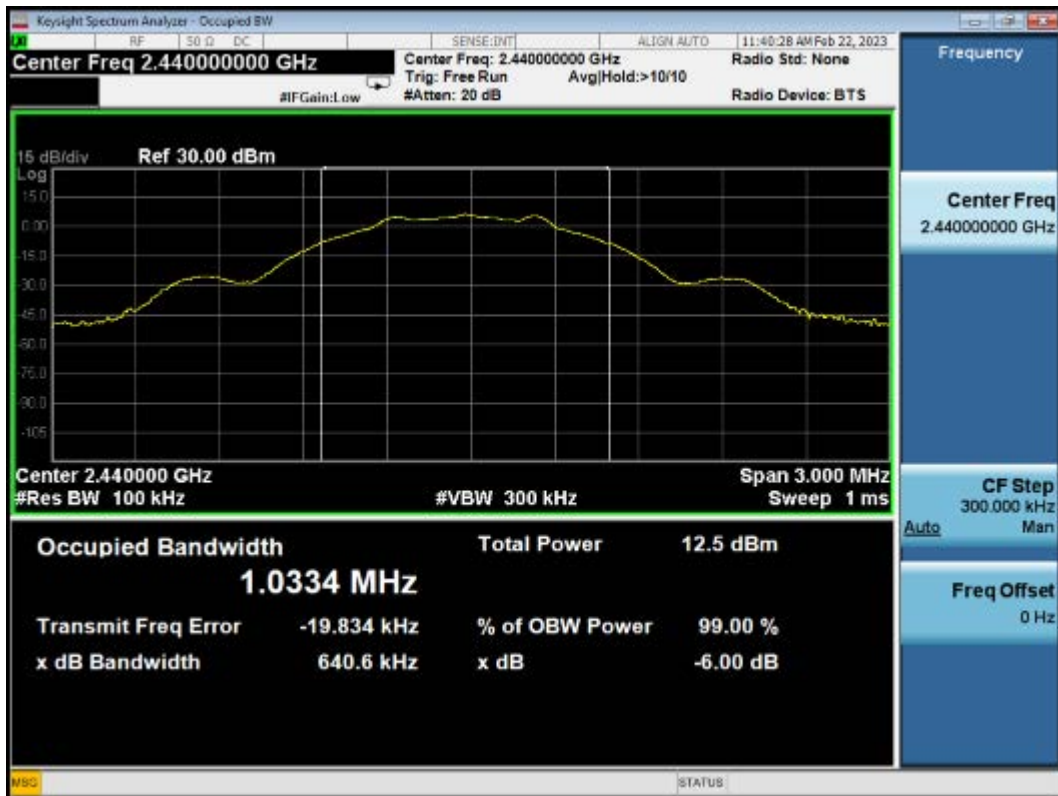 Keysight Spectrum Analyzer - Occupied BW
RF 50 Ω DC SENSE:INT ALIGN AUTO 11:40:28 AM Feb 22, 2023
Center Freq 2.440000000 GHz
Center Freq: 2.440000000 GHz
Radio Std: None
Trig: Free Run Avg|Hold:>10/10
#IFGain:Low
#Atten: 20 dB
Radio Device: BTS
15 dB/div Ref 30.00 dBm
Log
15.0
0.00
-15.0
-30.0
-45.0
-60.0
-75.0
-90.0
-105
Center 2.440000 GHz
Span 3.000 MHz
#Res BW 100 kHz
#VBW 300 kHz
Sweep 1 ms
Occupied Bandwidth
Total Power 12.5 dBm
1.0334 MHz
Transmit Freq Error -19.834 kHz
% of OBW Power 99.00 %
x dB Bandwidth 640.6 kHz
x dB -6.00 dB
MSG
STATUS
Frequency
Center Freq
2.440000000 GHz
CF Step
300.000 kHz
Auto Man
Freq Offset
0 Hz